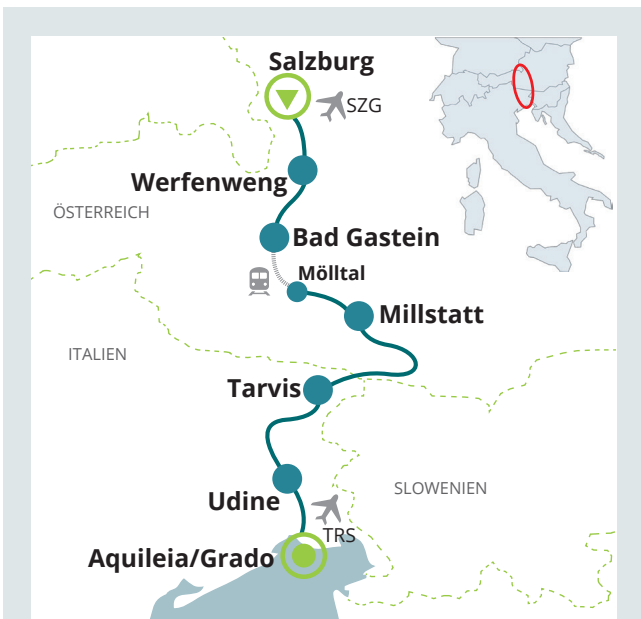 Salzburg
SZG
Werfenweng
ÖSTERREICH
Bad Gastein
Mölltal
Millstatt
ITALIEN
Tarvis
SLOWENIEN
Udine
TRS
Aquileia/Grado